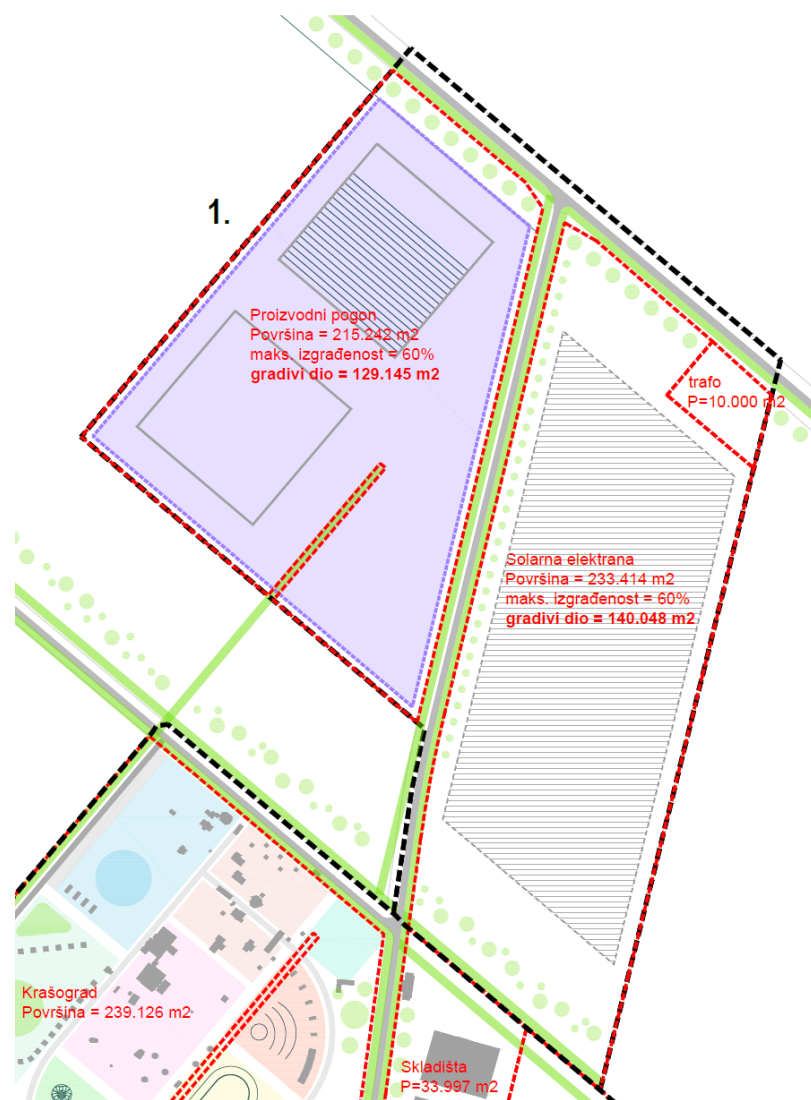 1.
Proizvodni pogon
Površina = 215.242 m2
maks. izgrađenost = 60%
gradivi dio = 129.145 m2
trafo
P=10.000 m2
Solarna elektrana
Površina = 233.414 m2
maks. izgrađenost = 60%
gradivi dio = 140.048 m2
Krašograd
Površina = 239.126 m2
Skladišta
P=33.997 m2